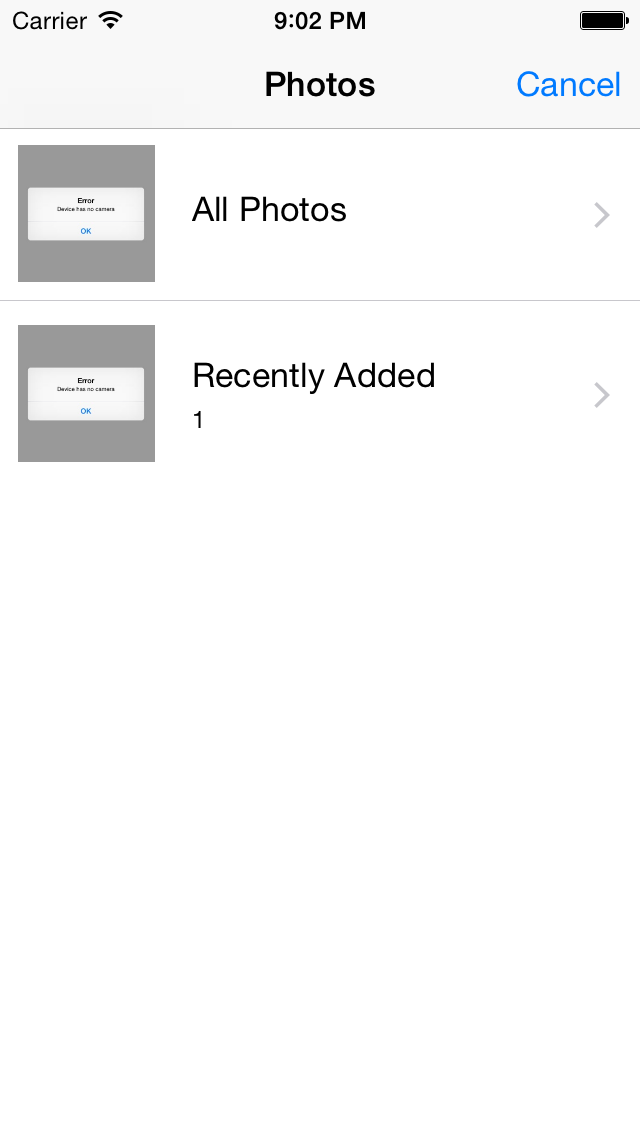 Carrier 9:02 PM
Photos Cancel
Error
Device has no camera
OK
All Photos
Error
Device has no camera
OK
Recently Added
1